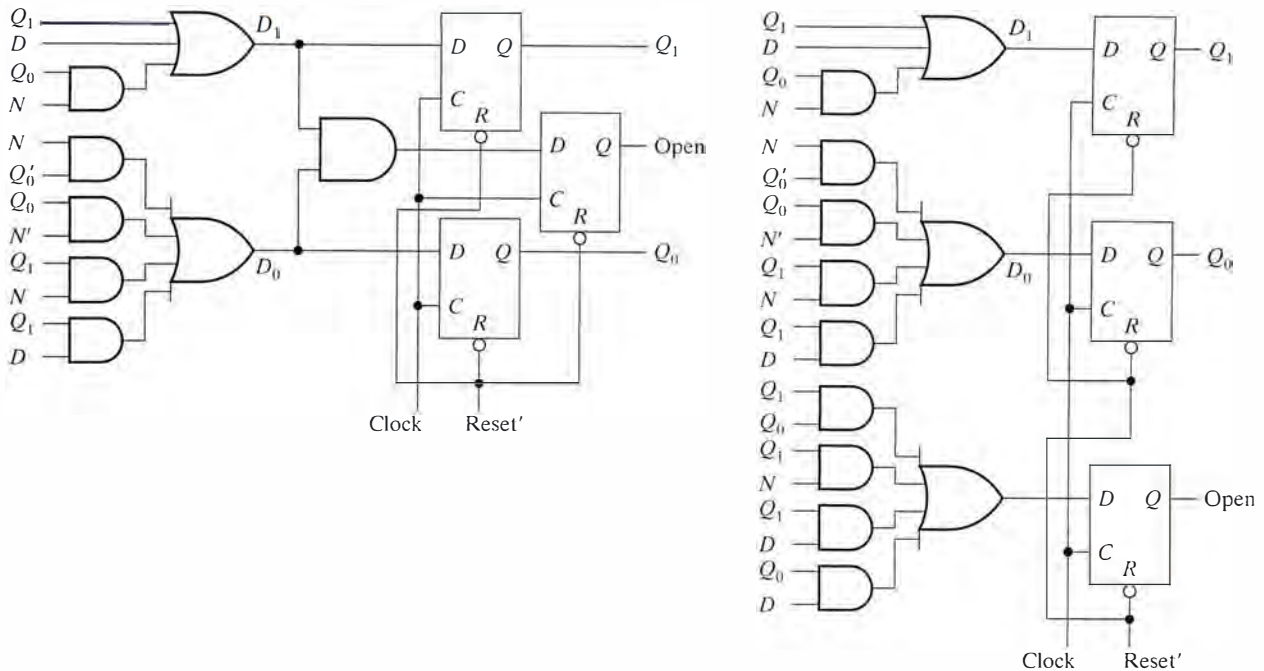 Q₁
D
Q₀
N
N
Q₀′
Q₀
N′
Q₁
N
Q₁
D
D₁
D₀
D Q
C
R
Q₁
D Q
C
R
Open
D Q
C
R
Q₀
Clock Reset′
Q₁
D
Q₀
N
N
Q₀′
Q₀
N′
Q₁
N
Q₁
D
Q₁
Q₀
Q₁
N
Q₁
D
Q₀
D
D₁
D₀
D Q
C
R
Q₁
D Q
C
R
Q₀
D Q
C
R
Open
Clock Reset′